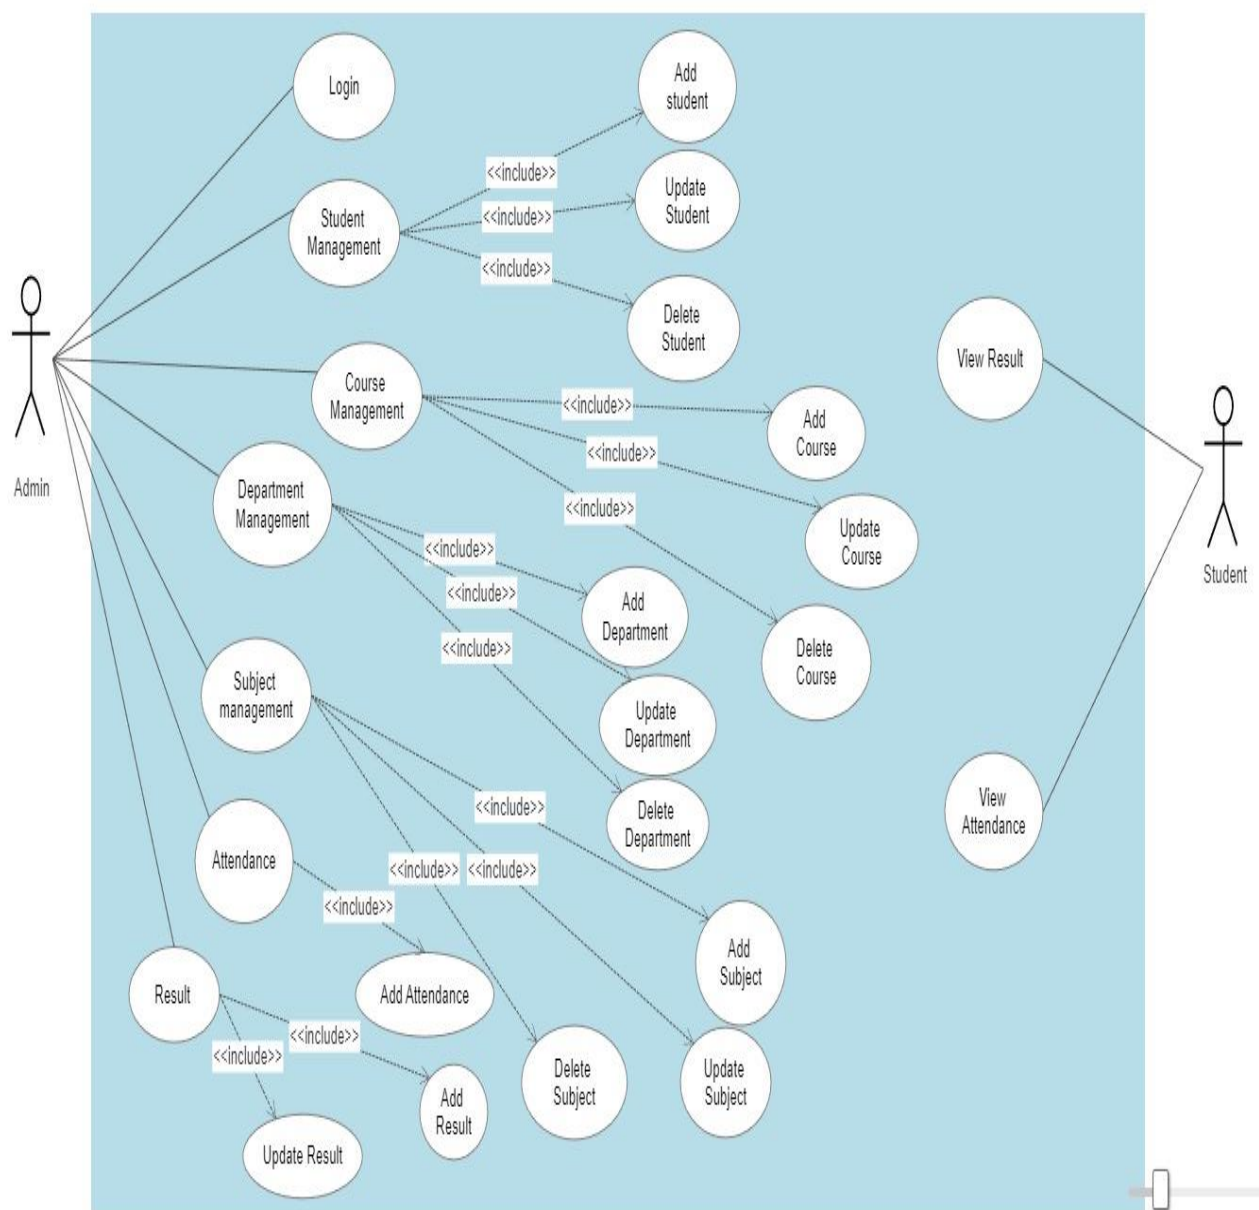 Login
Add
student
<<include>>
Student
Management
<<include>>
Update
Student
<<include>>
Delete
Student
Admin
Course
Management
<<include>>
Add
Course
<<include>>
Update
Course
<<include>>
Delete
Course
View Result
Student
Department
Management
<<include>>
Add
Department
<<include>>
Update
Department
<<include>>
Delete
Department
Subject
management
<<include>>
Add
Subject
<<include>>
Update
Subject
<<include>>
Delete
Subject
View
Attendance
Attendance
<<include>>
Add Attendance
Result
<<include>>
Add
Result
<<include>>
Update Result